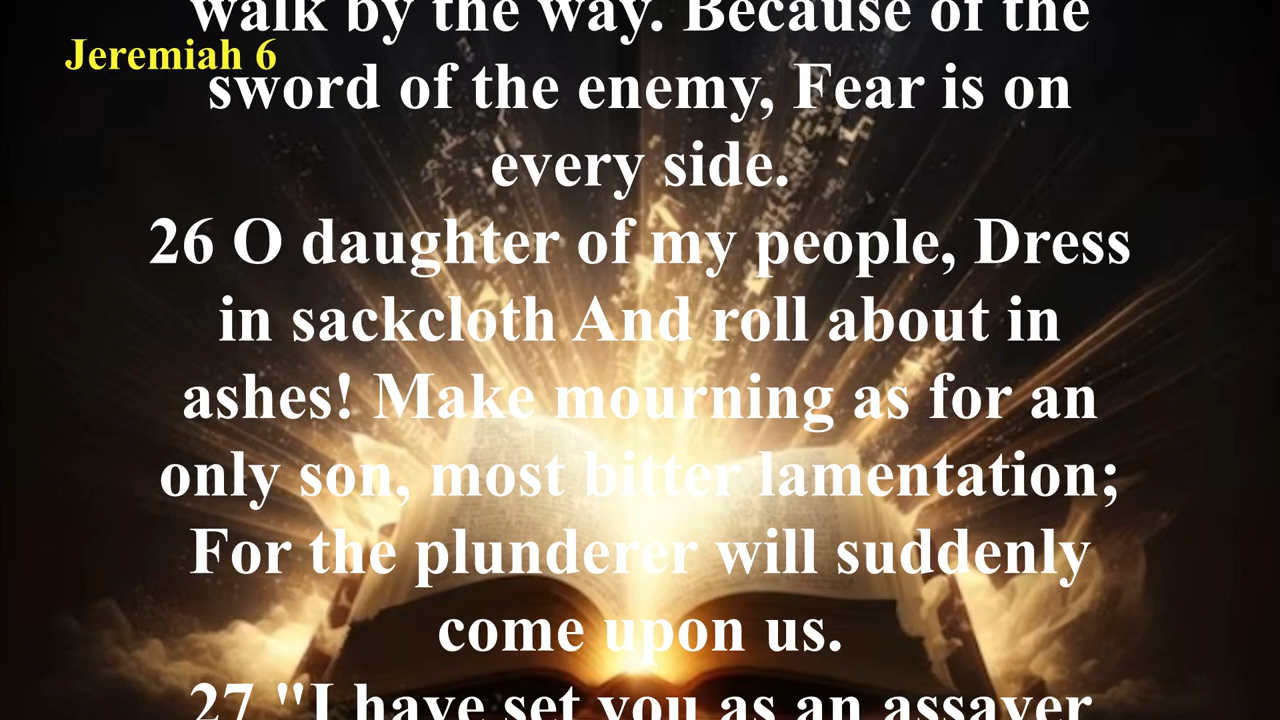 walk by the way. Because of the
Jeremiah 6
sword of the enemy, Fear is on
every side.
26 O daughter of my people, Dress
in sackcloth And roll about in
ashes! Make mourning as for an
only son, most bitter lamentation;
For the plunderer will suddenly
come upon us.
27 "I have set you as an assayer